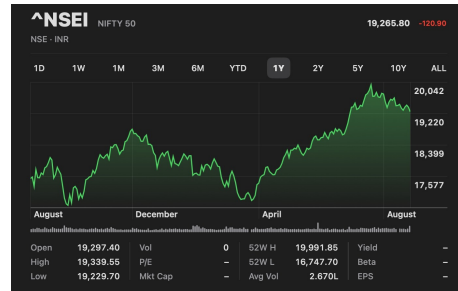 ^NSEI NIFTY 50 19,265.80 -120.90
NSE · INR
1D 1W 1M 3M 6M YTD 1Y 2Y 5Y 10Y ALL
20,042
19,220
18,399
17,577
August December April August
Open 19,297.40 Vol 0 52W H 19,991.85 Yield –
High 19,339.55 P/E – 52W L 16,747.70 Beta –
Low 19,229.70 Mkt Cap – Avg Vol 2.670L EPS –